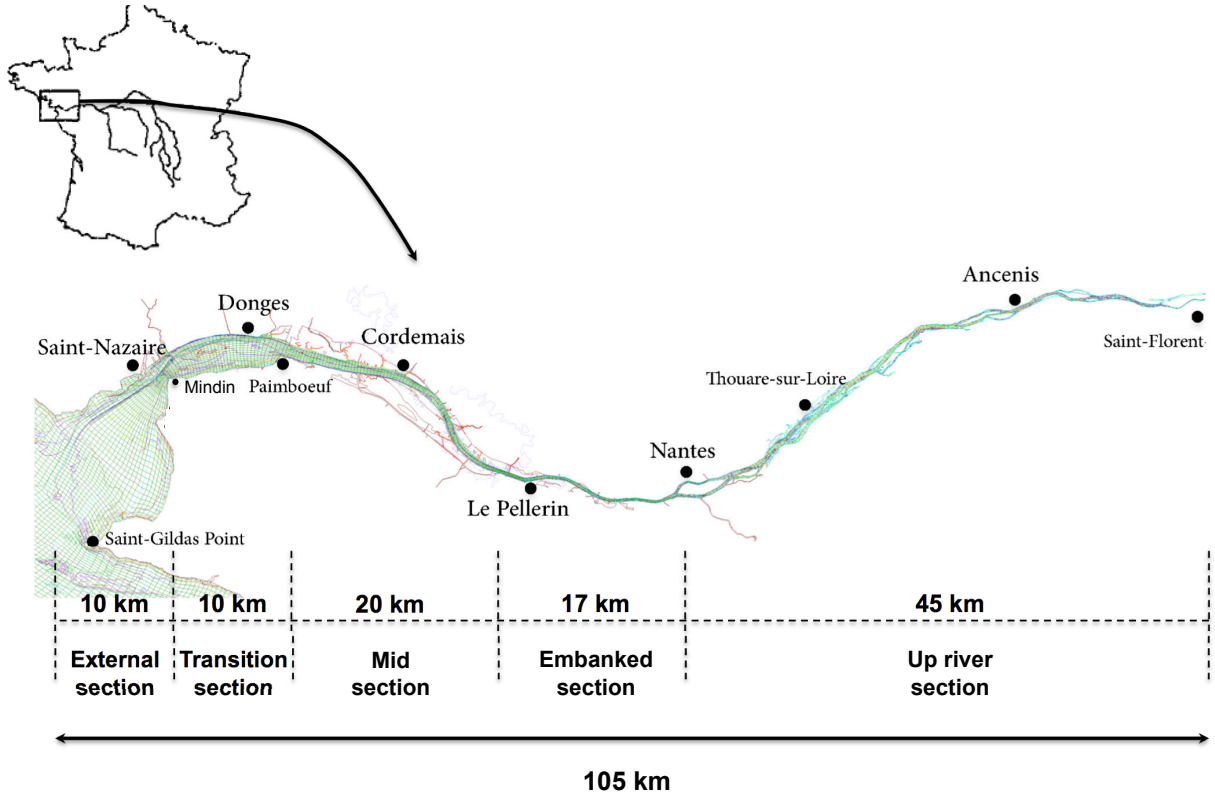 Ancenis
Donges
Saint-Nazaire
Cordemais
Saint-Florent-
Mindin
Paimboeuf
Thouare-sur-Loire
Nantes
Le Pellerin
Saint-Gildas Point
10 km
10 km
20 km
17 km
45 km
External
section
Transition
section
Mid
section
Embanked
section
Up river
section
105 km